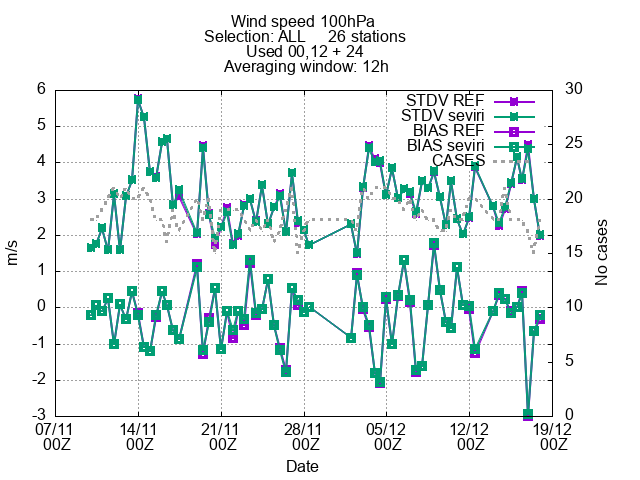 Wind speed 100hPa
Selection: ALL     26 stations
Used 00,12 + 24
Averaging window: 12h
STDV REF
STDV seviri
BIAS REF
BIAS seviri
CASES
6
5
4
3
2
1
0
-1
-2
-3
m/s
30
25
20
15
10
5
0
No cases
07/11 14/11 21/11 28/11 05/12 12/12 19/12
00Z 00Z 00Z 00Z 00Z 00Z 00Z
Date